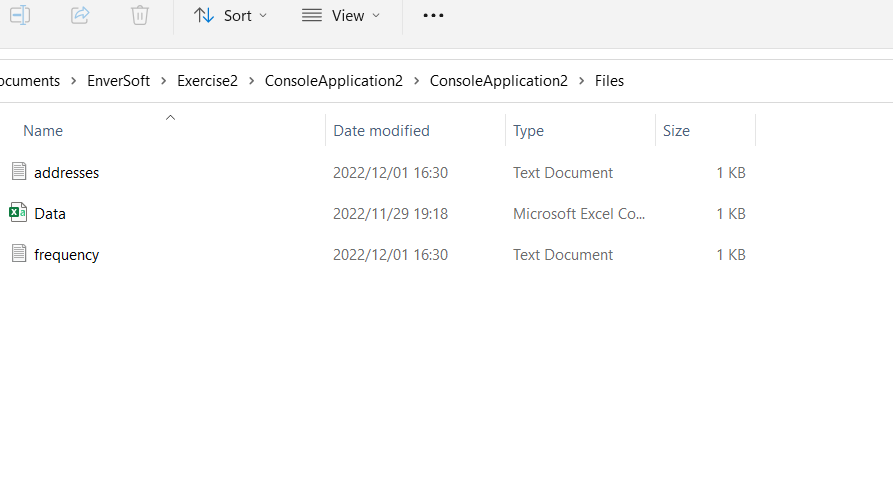 Sort View •••
ocuments > EnverSoft > Exercise2 > ConsoleApplication2 > ConsoleApplication2 > Files
Name Date modified Type Size
addresses 2022/12/01 16:30 Text Document 1 KB
Data 2022/11/29 19:18 Microsoft Excel Co... 1 KB
frequency 2022/12/01 16:30 Text Document 1 KB